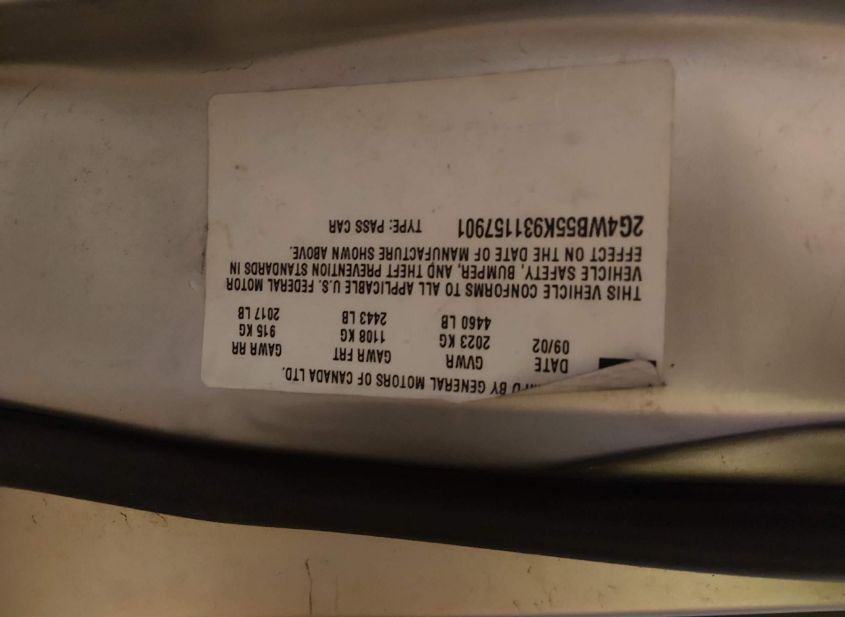 MF'D BY GENERAL MOTORS OF CANADA LTD.
DATE GVWR GAWR FRT GAWR RR
09/02 2023 KG 1108 KG 915 KG
4460 LB 2443 LB 2017 LB
THIS VEHICLE CONFORMS TO ALL APPLICABLE U.S. FEDERAL MOTOR
VEHICLE SAFETY, BUMPER, AND THEFT PREVENTION STANDARDS IN
EFFECT ON THE DATE OF MANUFACTURE SHOWN ABOVE.
2G4WB55K931157901 TYPE: PASS CAR